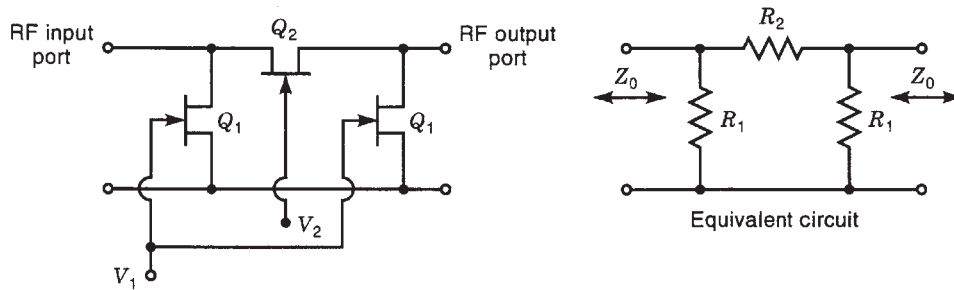 RF input
port
Q2
RF output
port
Q1
Q1
V2
V1
R2
Z0
Z0
R1
R1
Equivalent circuit